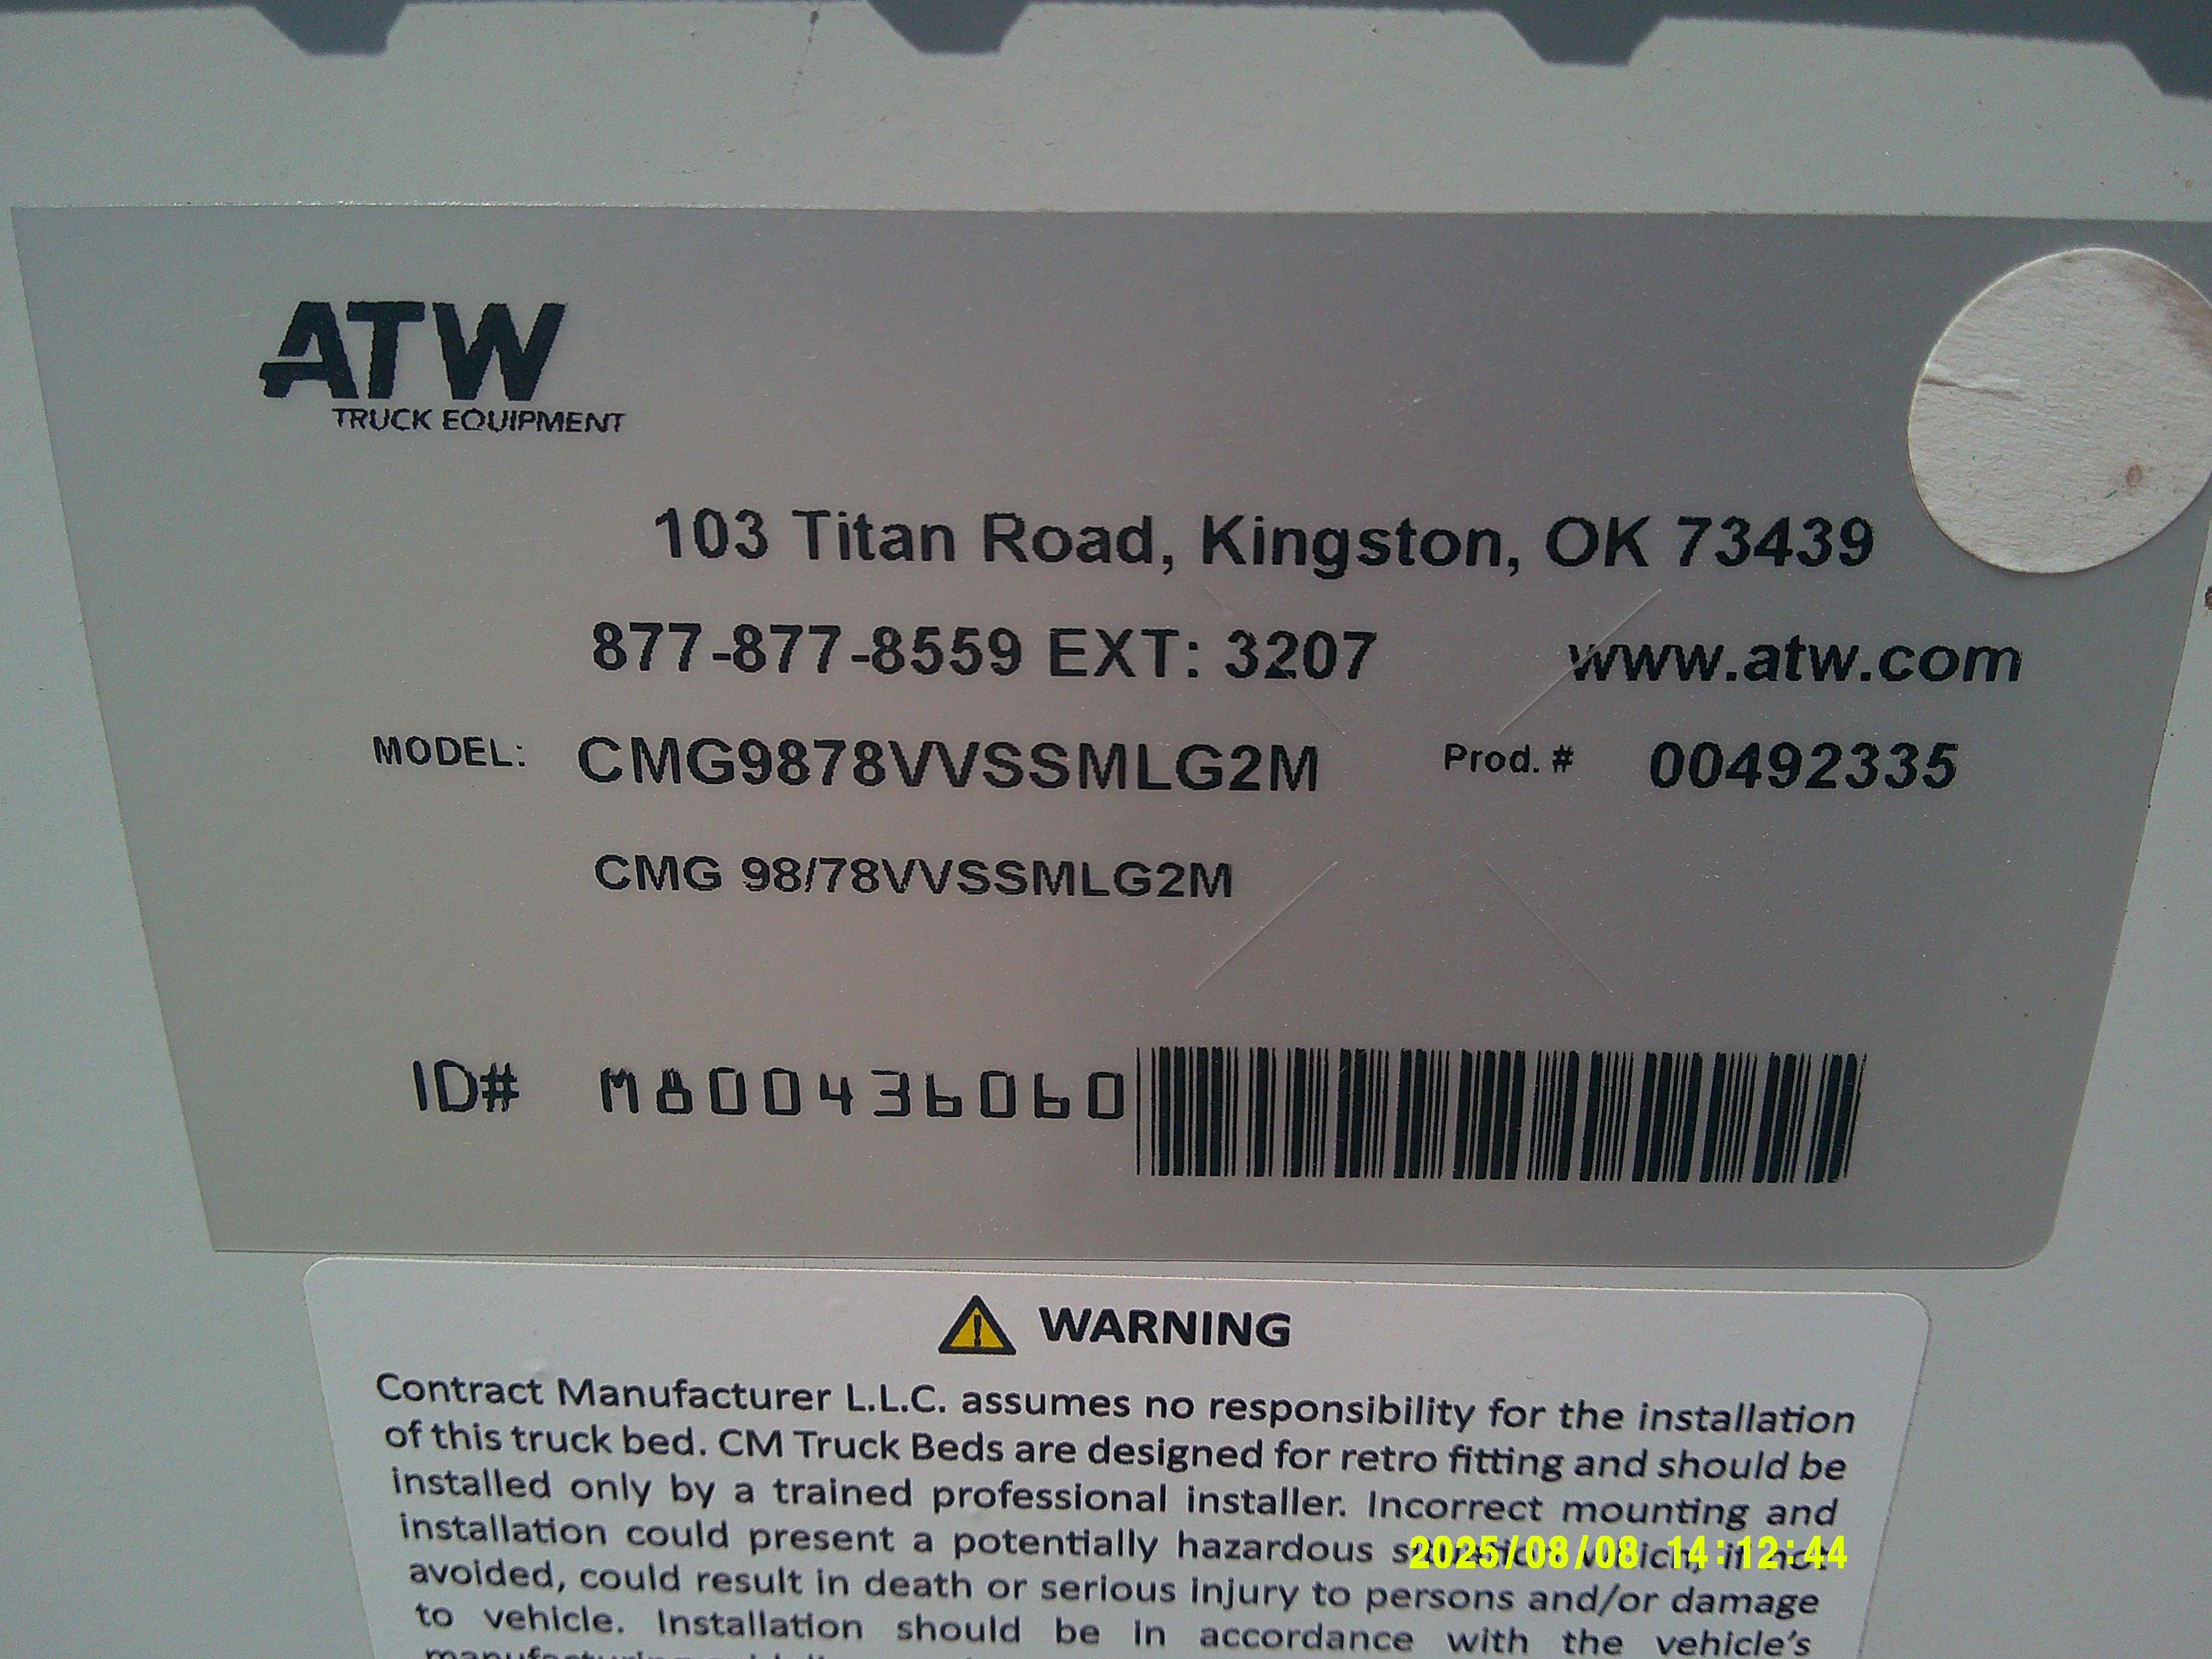 ATW
TRUCK EQUIPMENT
103 Titan Road, Kingston, OK 73439
877-877-8559 EXT: 3207 www.atw.com
MODEL: CMG9878VVSSMLG2M Prod. # 00492335
CMG 98/78VVSSMLG2M
ID# M800436060
WARNING
Contract Manufacturer L.L.C. assumes no responsibility for the installation
of this truck bed. CM Truck Beds are designed for retro fitting and should be
installed only by a trained professional installer. Incorrect mounting and
installation could present a potentially hazardous situation which, if not
2025/08/08 14:12:44
avoided, could result in death or serious injury to persons and/or damage
to vehicle. Installation should be in accordance with the vehicle's